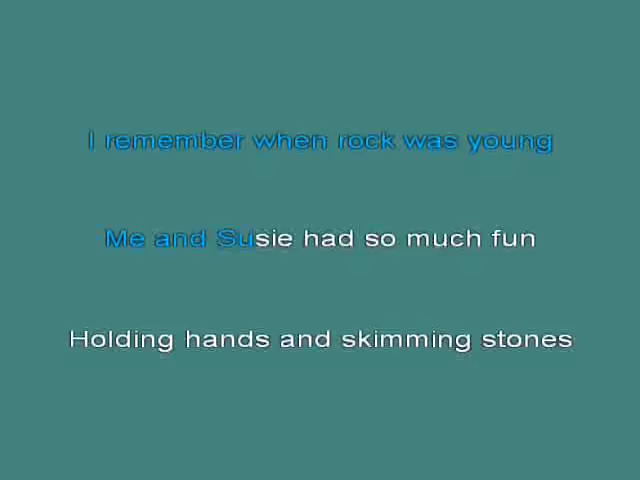 I remember when rock was young
Me and Susie had so much fun
Holding hands and skimming stones